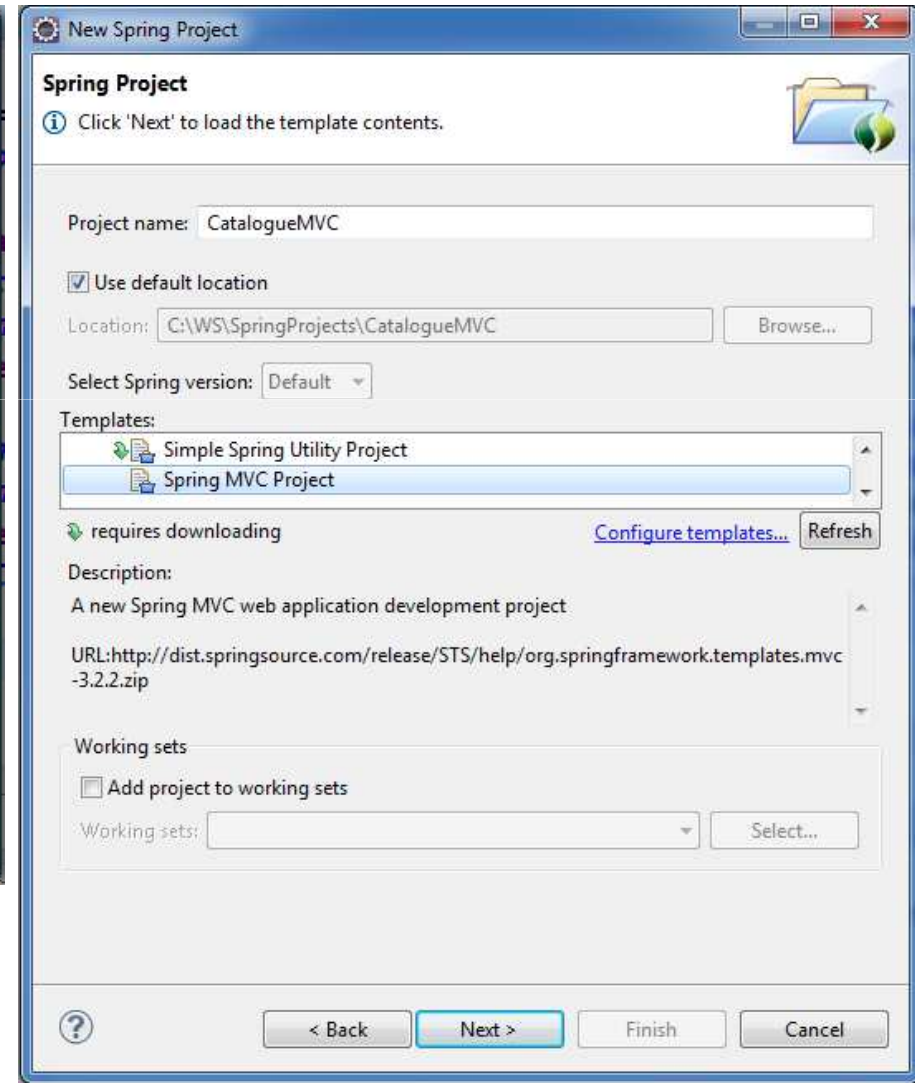 New Spring Project
Spring Project
Click 'Next' to load the template contents.
Project name: CatalogueMVC
Use default location
Location: C:\WS\SpringProjects\CatalogueMVC Browse...
Select Spring version: Default
Templates:
Simple Spring Utility Project
Spring MVC Project
requires downloading Configure templates... Refresh
Description:
A new Spring MVC web application development project
URL:http://dist.springsource.com/release/STS/help/org.springframework.templates.mvc
-3.2.2.zip
Working sets
Add project to working sets
Working sets: Select...
? < Back Next > Finish Cancel